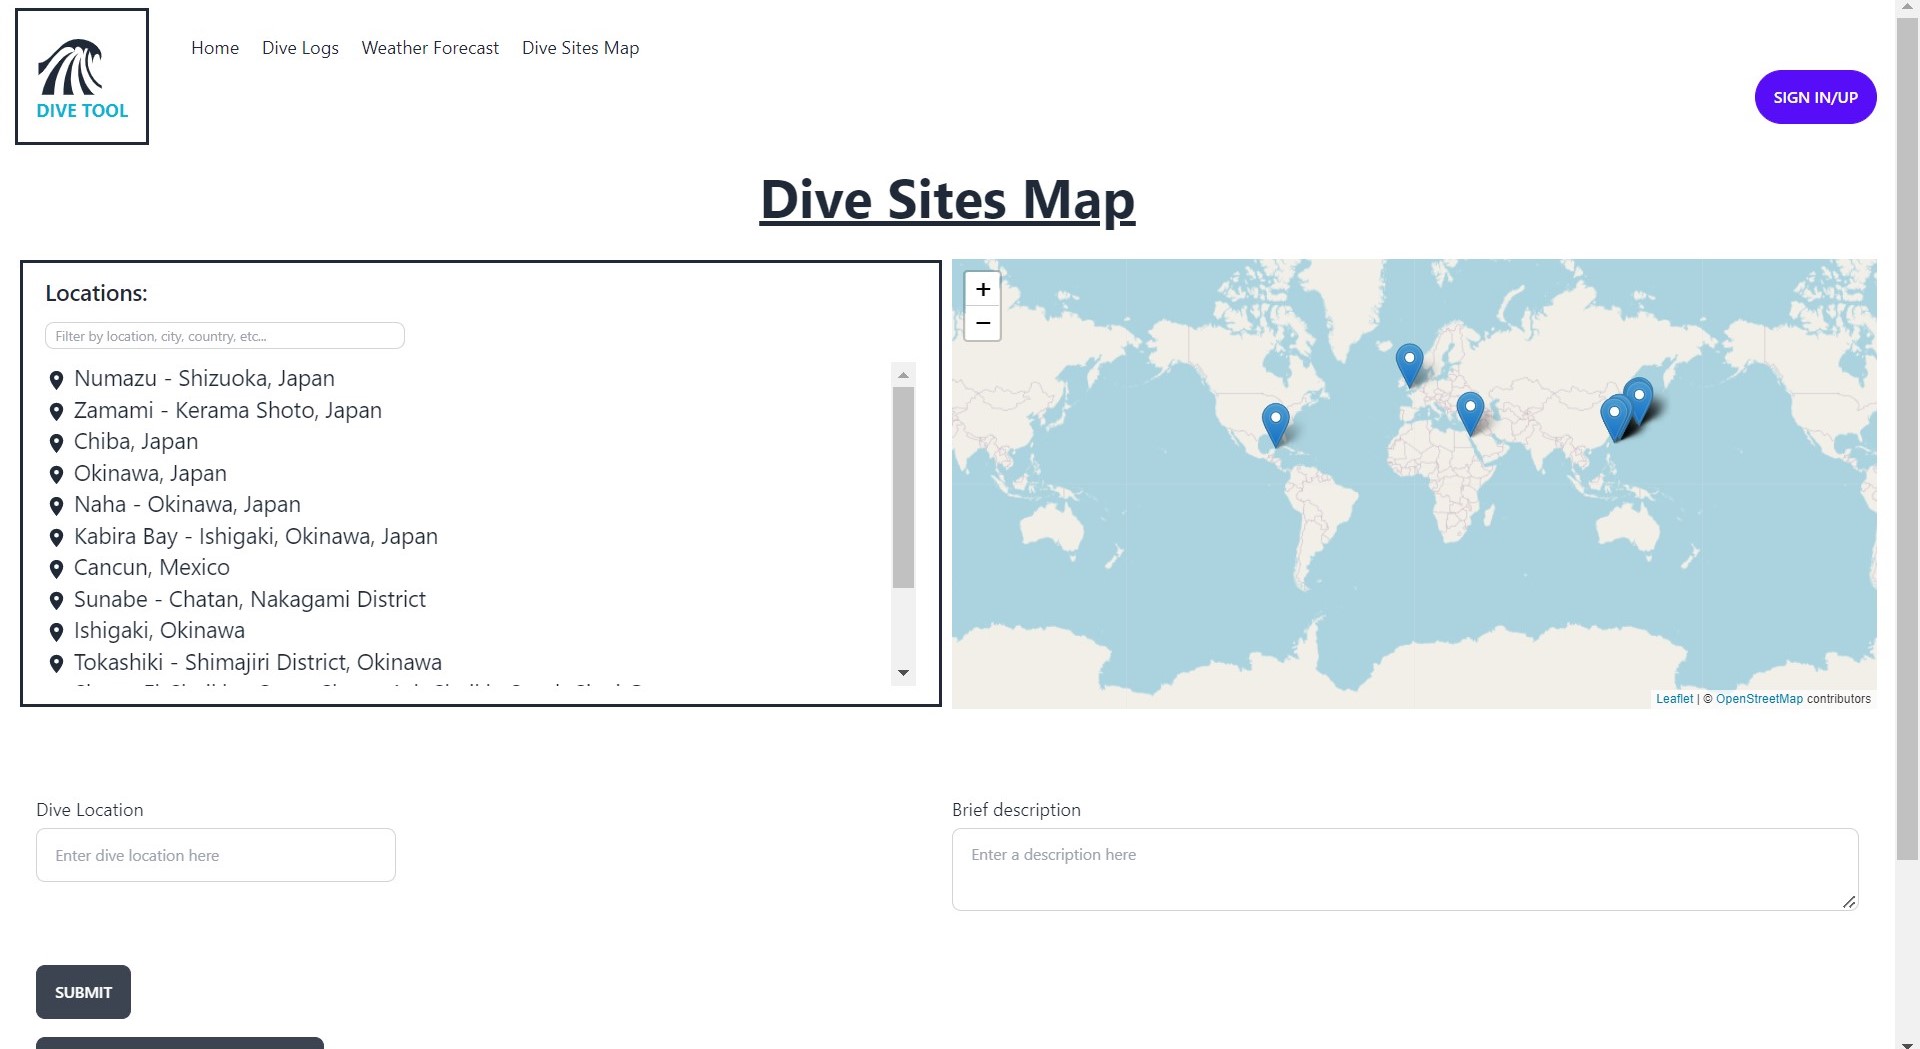 DIVE TOOL
Home
Dive Logs
Weather Forecast
Dive Sites Map
SIGN IN/UP
Dive Sites Map
Locations:
Filter by location, city, country, etc...
Numazu - Shizuoka, Japan
Zamami - Kerama Shoto, Japan
Chiba, Japan
Okinawa, Japan
Naha - Okinawa, Japan
Kabira Bay - Ishigaki, Okinawa, Japan
Cancun, Mexico
Sunabe - Chatan, Nakagami District
Ishigaki, Okinawa
Tokashiki - Shimajiri District, Okinawa
+
−
Leaflet | © OpenStreetMap contributors
Dive Location
Enter dive location here
Brief description
Enter a description here
SUBMIT